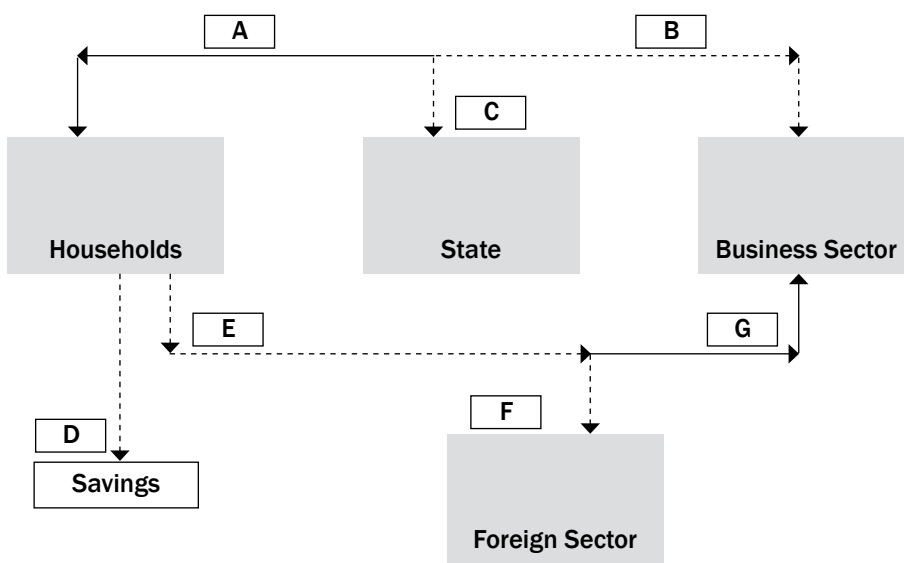 A
B
C
Households
State
Business Sector
E
G
D
F
Savings
Foreign Sector